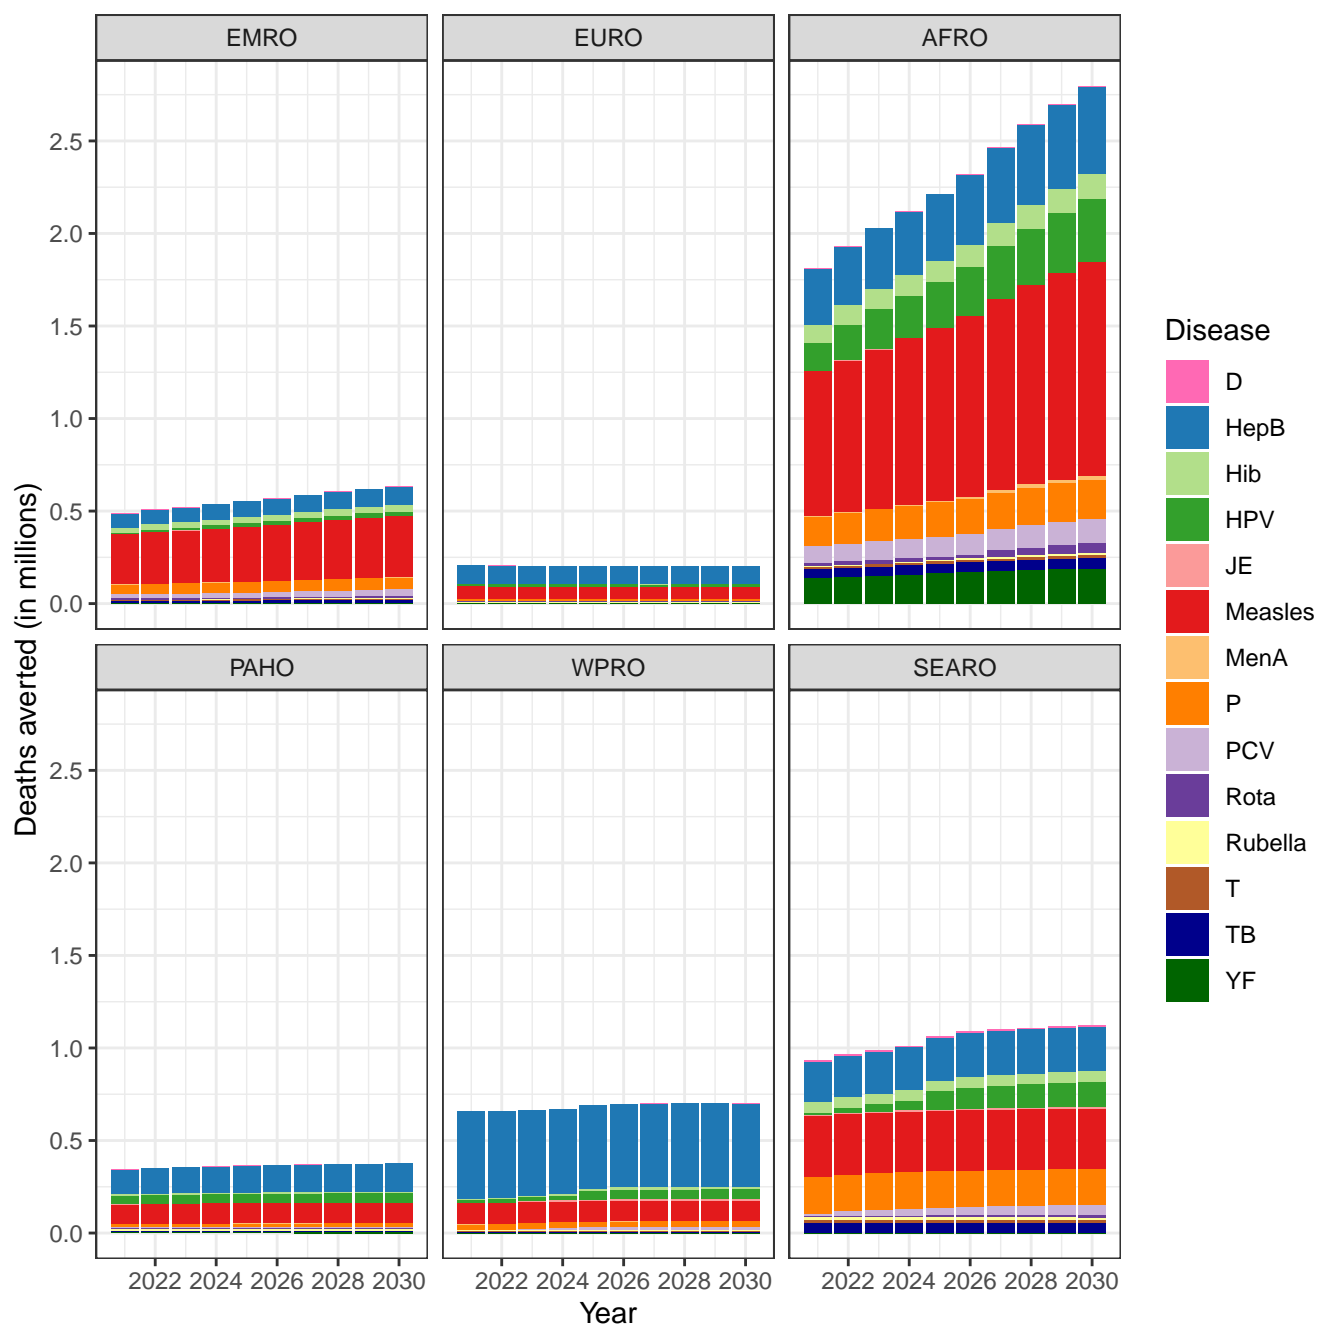 EMRO EURO AFRO
2.5
2.0
1.5
1.0
0.5
0.0
PAHO WPRO SEARO
2.5
2.0
1.5
1.0
0.5
0.0
2022 2024 2026 2028 2030 2022 2024 2026 2028 2030 2022 2024 2026 2028 2030
Year
Deaths averted (in millions)
Disease
D
HepB
Hib
HPV
JE
Measles
MenA
P
PCV
Rota
Rubella
T
TB
YF